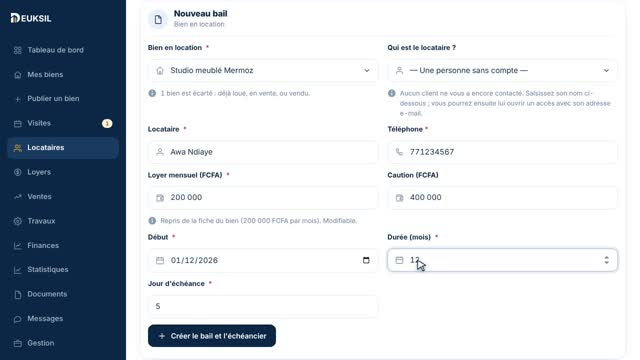 DEUKSIL
Tableau de bord
Mes biens
Publier un bien
Visites 1
Locataires
Loyers
Ventes
Travaux
Finances
Statistiques
Documents
Messages
Gestion
Nouveau bail
Bien en location
Bien en location *
Studio meublé Mermoz
1 bien est écarté : déjà loué, en vente, ou vendu.
Qui est le locataire ?
— Une personne sans compte —
Aucun client ne vous a encore contacté. Saisissez son nom ci-
dessous ; vous pourrez ensuite lui ouvrir un accès avec son adresse
e-mail.
Locataire *
Awa Ndiaye
Téléphone *
771234567
Loyer mensuel (FCFA) *
200 000
Repris de la fiche du bien (200 000 FCFA par mois). Modifiable.
Caution (FCFA)
400 000
Début *
01/12/2026
Durée (mois) *
12
Jour d'échéance *
5
+ Créer le bail et l'échéancier